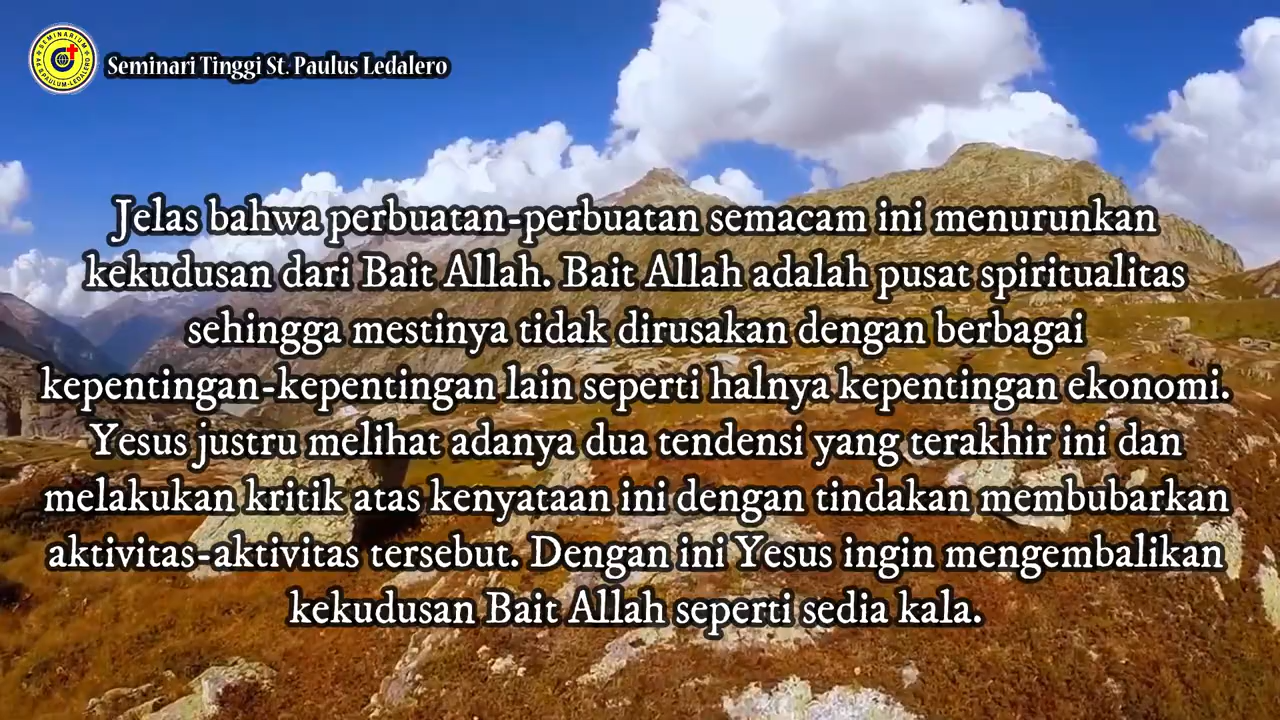 Seminari Tinggi St. Paulus Ledalero
Jelas bahwa perbuatan-perbuatan semacam ini menurunkan
kekudusan dari Bait Allah. Bait Allah adalah pusat spiritualitas
sehingga mestinya tidak dirusakan dengan berbagai
kepentingan-kepentingan lain seperti halnya kepentingan ekonomi.
Yesus justru melihat adanya dua tendensi yang terakhir ini dan
melakukan kritik atas kenyataan ini dengan tindakan membubarkan
aktivitas-aktivitas tersebut. Dengan ini Yesus ingin mengembalikan
kekudusan Bait Allah seperti sedia kala.